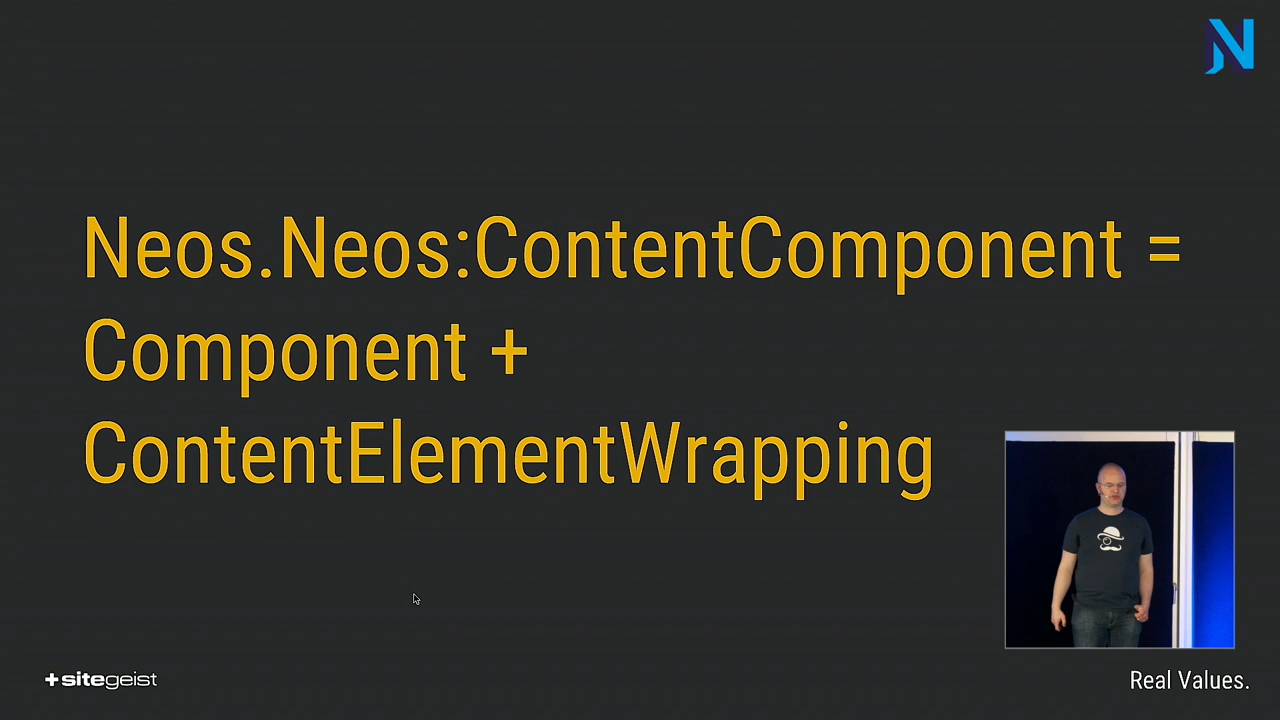 Neos.Neos:ContentComponent =
Component +
ContentElementWrapping
+sitegeist
Real Values.